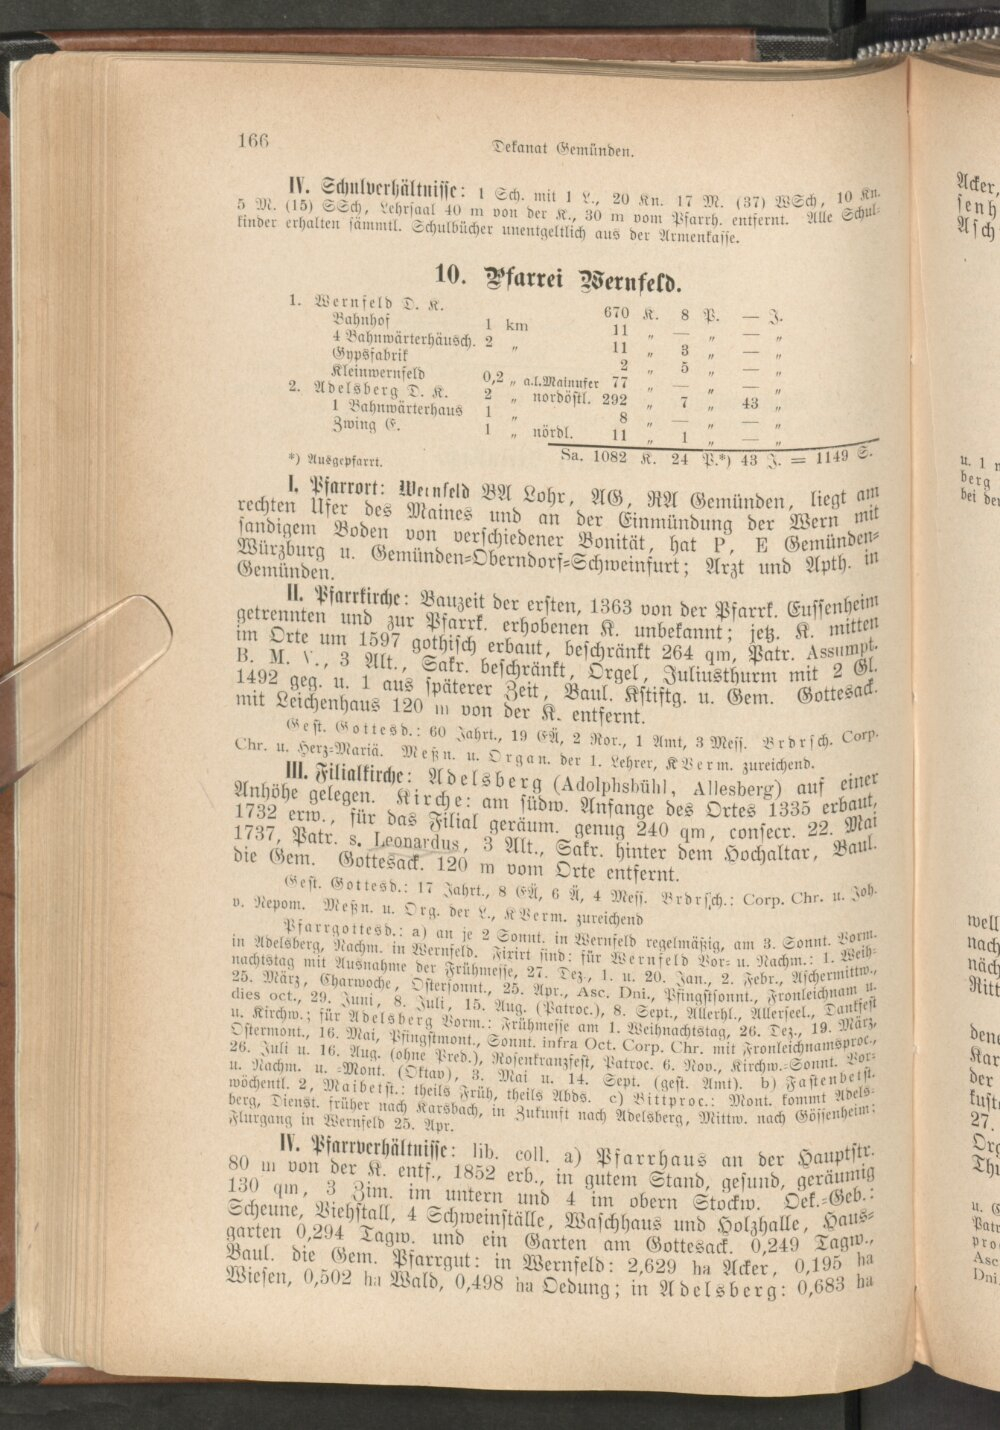 166
Dekanat Gemünden.
IV. Schulverhältnisse: 1 Sch. mit 1 L., 20 Kn. 17 M. (37) WSch, 10 Kn.
5 M. (15) SSch, Lehrsaal 40 m von der K., 30 m vom Pfarrh. entfernt. Alle Schul-
kinder erhalten sämmtl. Schulbücher unentgeltlich aus der Armenkasse.
10. Pfarrei Wernfeld.
1. Wernfeld D. K. 670 K. 8 P. — J.
Bahnhof 1 km 11 „ — „ — „
4 Bahnwärterhäusch. 2 „ 11 „ 3 „ — „
Gypsfabrik 2 „ 5 „ — „
Kleinwernfeld 0,2 „ a.l.Mainufer 77 „ — „ — „
2. Adelsberg D. K. 2 „ nordöstl. 292 „ 7 „ 43 „
1 Bahnwärterhaus 1 „ 8 „ — „ — „
Zwing E. 1 „ nördl. 11 „ 1 „ — „
*) Ausgepfarrt. Sa. 1082 K. 24 P.*) 43 J. = 1149 S.
I. Pfarrort: Wernfeld BA Lohr, AG, RA Gemünden, liegt am
rechten Ufer des Maines und an der Einmündung der Wern mit
sandigem Boden von verschiedener Bonität, hat P, E Gemünden-
Würzburg u. Gemünden-Oberndorf-Schweinfurt; Arzt und Apth. in
Gemünden.
II. Pfarrkirche: Bauzeit der ersten, 1363 von der Pfarrk. Eussenheim
getrennten und zur Pfarrk. erhobenen K. unbekannt; jetz. K. mitten
im Orte um 1597 gothisch erbaut, beschränkt 264 qm, Patr. Assumpt.
B. M. V., 3 Alt., Sakr. beschränkt, Orgel, Juliusthurm mit 2 Gl.
1492 geg. u. 1 aus späterer Zeit, Baul. Kstiftg. u. Gem. Gottesack.
mit Leichenhaus 120 m von der K. entfernt.
Gest. Gottesd.: 60 Jahrt., 19 EÄ, 2 Ror., 1 Amt, 3 Mess. Brdrsch. Corp.
Chr. u. Herz-Mariä. Meßn. u. Organ. der 1. Lehrer, KVerm. zureichend.
III. Filialkirche: Adelsberg (Adolphsbühl, Allesberg) auf einer
Anhöhe gelegen. Kirche: am südw. Anfange des Ortes 1335 erbaut,
1732 erw., für das Filial geräum. genug 240 qm, consecr. 22. Mai
1737, Patr. s. Leonardus, 3 Alt., Sakr. hinter dem Hochaltar, Baul.
die Gem. Gottesack. 120 m vom Orte entfernt.
Gest. Gottesd.: 17 Jahrt., 8 EÄ, 6 Ä, 4 Mess. Brdrsch.: Corp. Chr. u. Joh.
v. Nepom. Meßn. u. Org. der L., KVerm. zureichend
Pfarrgottesd.: a) an je 2 Sonnt. in Wernfeld regelmäßig, am 3. Sonnt. Vorm.
in Adelsberg, Nachm. in Wernfeld. Fixirt sind: für Wernfeld Vor- u. Nachm.: 1. Weih-
nachtstag mit Ausnahme der Frühmesse, 27. Dez., 1. u. 20. Jan., 2. Febr., Aschermittw.,
25. März, Charwoche, Ostersonnt., 25. Apr., Asc. Dni., Pfingstsonnt., Fronleichnam u.
dies oct., 29. Juni, 8. Juli, 15. Aug. (Patroc.), 8. Sept., Allerhl., Allerseel., Dankfest
u. Kirchw.; für Adelsberg Vorm.: Frühmesse am 1. Weihnachtstag, 26. Dez., 19. März,
Ostermont., 16. Mai, Pfingstmont., Sonnt. infra Oct. Corp. Chr. mit Fronleichnamsproc.,
26. Juli u. 16. Aug. (ohne Pred.), Rosenkranzfest, Patroc. 6. Nov., Kirchw.-Sonnt. Vor-
u. Nachm. u. -Mont. (Oktav), 3. Mai u. 14. Sept. (gest. Amt). b) Fastenbetst.
wöchentl. 2, Maibetst.: theils Früh, theils Abds. c) Bittproc.: Mont. kommt Adels-
berg, Dienst. früher nach Karsbach, in Zukunft nach Adelsberg, Mittw. nach Gössenheim;
Flurgang in Wernfeld 25. Apr.
IV. Pfarrverhältnisse: lib. coll. a) Pfarrhaus an der Hauptstr.
80 m von der K. entf., 1852 erb., in gutem Stand, gesund, geräumig
130 qm, 3 Zim. im untern und 4 im obern Stockw. Oek.-Geb.:
Scheune, Viehstall, 4 Schweinställe, Waschhaus und Holzhalle, Haus-
garten 0,294 Tagw. und ein Garten am Gottesack. 0,249 Tagw.,
Baul. die Gem. Pfarrgut: in Wernfeld: 2,629 ha Acker, 0,195 ha
Wiesen, 0,502 ha Wald, 0,498 ha Oedung; in Adelsberg: 0,683 ha
Acker,
senh
Asch
u. 1
berg
bei der
well
nach
näch
Ritt
dene
Kar
der
27.
Org
Thu
u. G
Patr
proc
Asc
Dni.